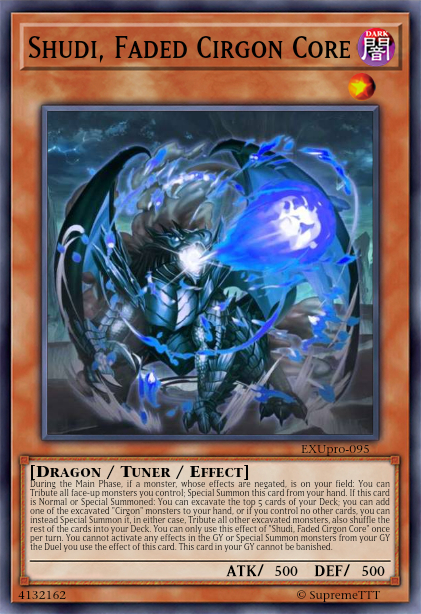 Shudi, Faded Cirgon Core
DARK
闇
EXUpro-095
[Dragon / Tuner / Effect]
During the Main Phase, if a monster, whose effects are negated, is on your field: You can
Tribute all face-up monsters you control; Special Summon this card from your hand. If this card
is Normal or Special Summoned: You can excavate the top 5 cards of your Deck; you can add
one of the excavated "Cirgon" monsters to your hand, or if you control no other cards, you can
instead Special Summon it, in either case, Tribute all other excavated monsters, also shuffle the
rest of the cards into your Deck. You can only use this effect of "Shudi, Faded Cirgon Core" once
per turn. You cannot activate any effects in the GY or Special Summon monsters from your GY
the Duel you use the effect of this card. This card in your GY cannot be banished.
ATK/ 500 DEF/ 500
4132162 © SupremeTTT